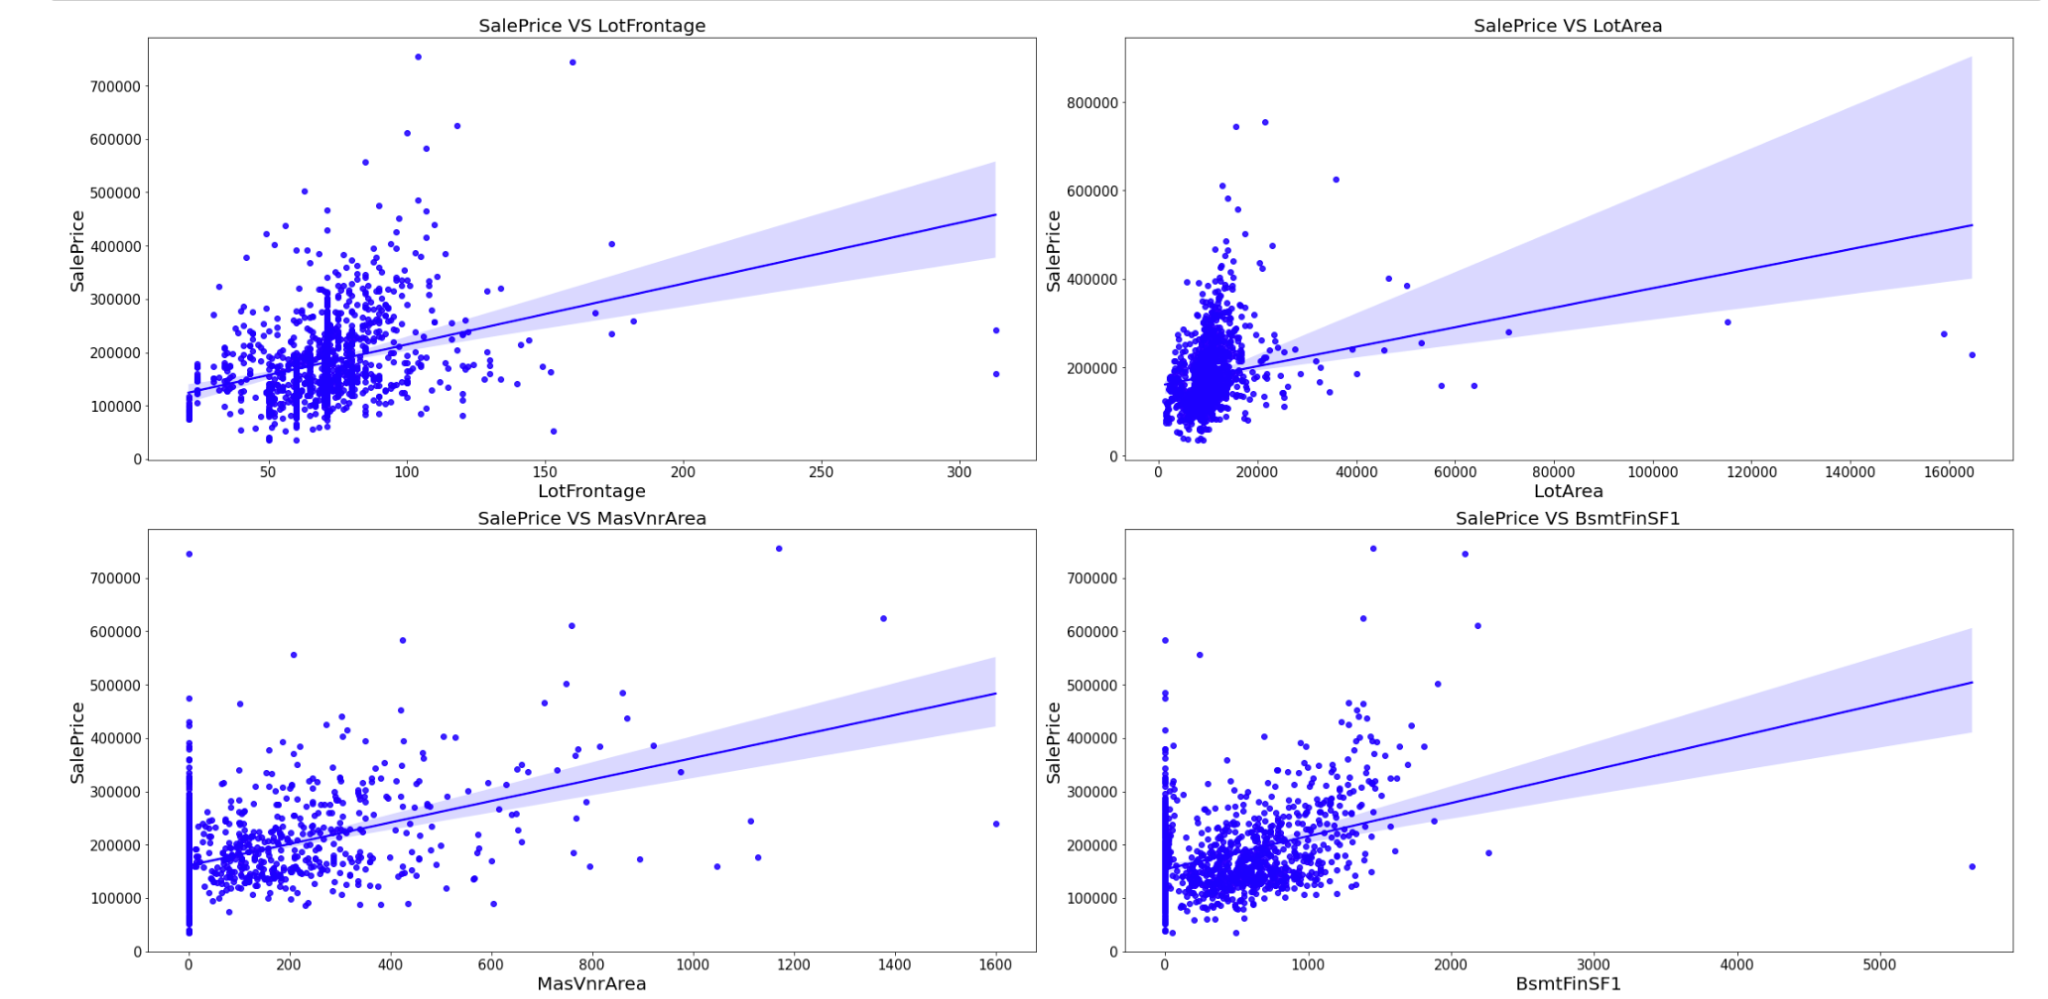 SalePrice VS LotFrontage
700000
600000
500000
400000
300000
200000
100000
0
SalePrice
50 100 150 200 250 300
LotFrontage
SalePrice VS LotArea
800000
600000
400000
200000
0
SalePrice
0 20000 40000 60000 80000 100000 120000 140000 160000
LotArea
SalePrice VS MasVnrArea
700000
600000
500000
400000
300000
200000
100000
0
SalePrice
0 200 400 600 800 1000 1200 1400 1600
MasVnrArea
SalePrice VS BsmtFinSF1
700000
600000
500000
400000
300000
200000
100000
0
SalePrice
0 1000 2000 3000 4000 5000
BsmtFinSF1